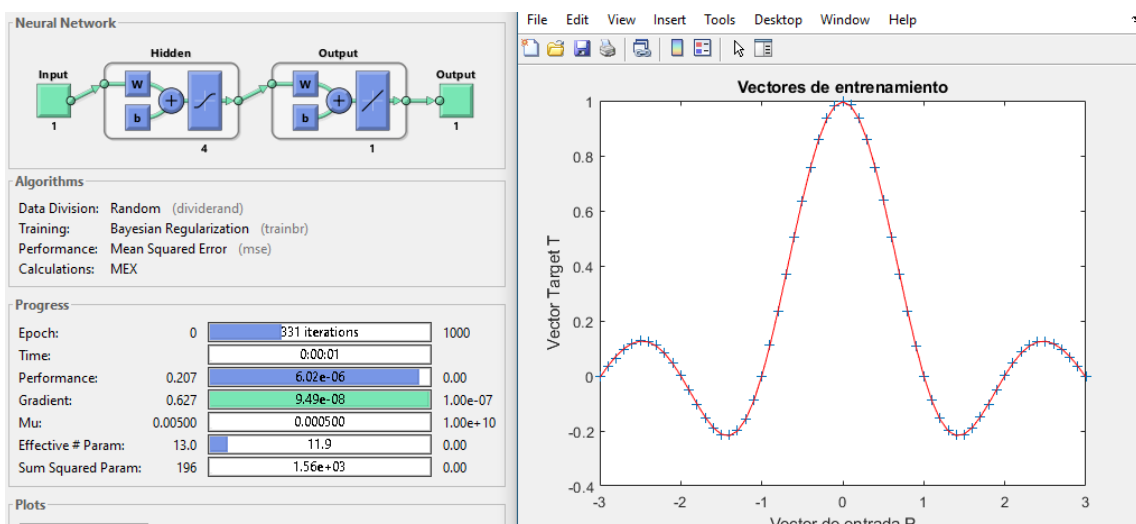 Neural Network
Hidden
Output
Input
Output
W
b
W
b
1
4
1
1
Algorithms
Data Division: Random (dividerand)
Training: Bayesian Regularization (trainbr)
Performance: Mean Squared Error (mse)
Calculations: MEX
Progress
Epoch: 0 331 iterations 1000
Time: 0:00:01
Performance: 0.207 6.02e-06 0.00
Gradient: 0.627 9.49e-08 1.00e-07
Mu: 0.00500 0.000500 1.00e+10
Effective # Param: 13.0 11.9 0.00
Sum Squared Param: 196 1.56e+03 0.00
Plots
File Edit View Insert Tools Desktop Window Help
Vectores de entrenamiento
Vector Target T
1
0.8
0.6
0.4
0.2
0
-0.2
-0.4
-3 -2 -1 0 1 2 3
Vector de entrada P